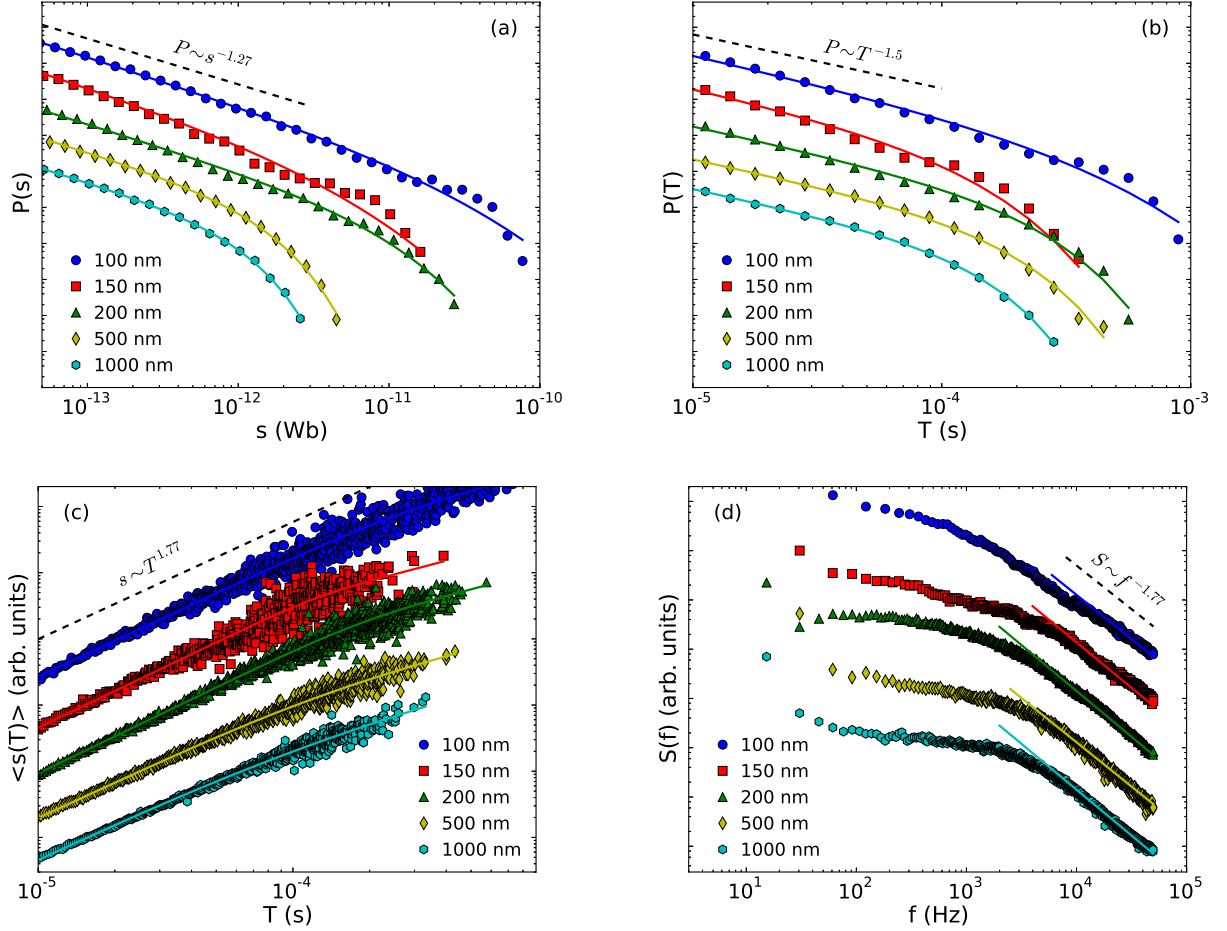 (a)
P~s^-1.27
P(s)
100 nm
150 nm
200 nm
500 nm
1000 nm
10^-13 10^-12 10^-11 10^-10
s (Wb)
(b)
P~T^-1.5
P(T)
100 nm
150 nm
200 nm
500 nm
1000 nm
10^-5 10^-4 10^-3
T (s)
(c)
s~T^1.77
<s(T)> (arb. units)
100 nm
150 nm
200 nm
500 nm
1000 nm
10^-5 10^-4
T (s)
(d)
S~f^-1.77
S(f) (arb. units)
100 nm
150 nm
200 nm
500 nm
1000 nm
10^1 10^2 10^3 10^4 10^5
f (Hz)